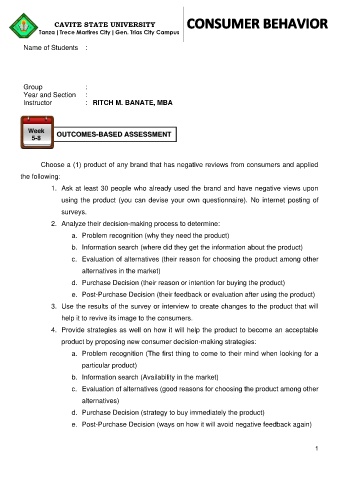 CAVITE STATE UNIVERSITY
Tanza | Trece Martires City | Gen. Trias City Campus
CONSUMER BEHAVIOR
Name of Students :
Group :
Year and Section :
Instructor : RITCH M. BANATE, MBA
Week
5-8
OUTCOMES-BASED ASSESSMENT
Choose a (1) product of any brand that has negative reviews from consumers and applied
the following:
1. Ask at least 30 people who already used the brand and have negative views upon
using the product (you can devise your own questionnaire). No internet posting of
surveys.
2. Analyze their decision-making process to determine:
a. Problem recognition (why they need the product)
b. Information search (where did they get the information about the product)
c. Evaluation of alternatives (their reason for choosing the product among other
alternatives in the market)
d. Purchase Decision (their reason or intention for buying the product)
e. Post-Purchase Decision (their feedback or evaluation after using the product)
3. Use the results of the survey or interview to create changes to the product that will
help it to revive its image to the consumers.
4. Provide strategies as well on how it will help the product to become an acceptable
product by proposing new consumer decision-making strategies:
a. Problem recognition (The first thing to come to their mind when looking for a
particular product)
b. Information search (Availability in the market)
c. Evaluation of alternatives (good reasons for choosing the product among other
alternatives)
d. Purchase Decision (strategy to buy immediately the product)
e. Post-Purchase Decision (ways on how it will avoid negative feedback again)
1